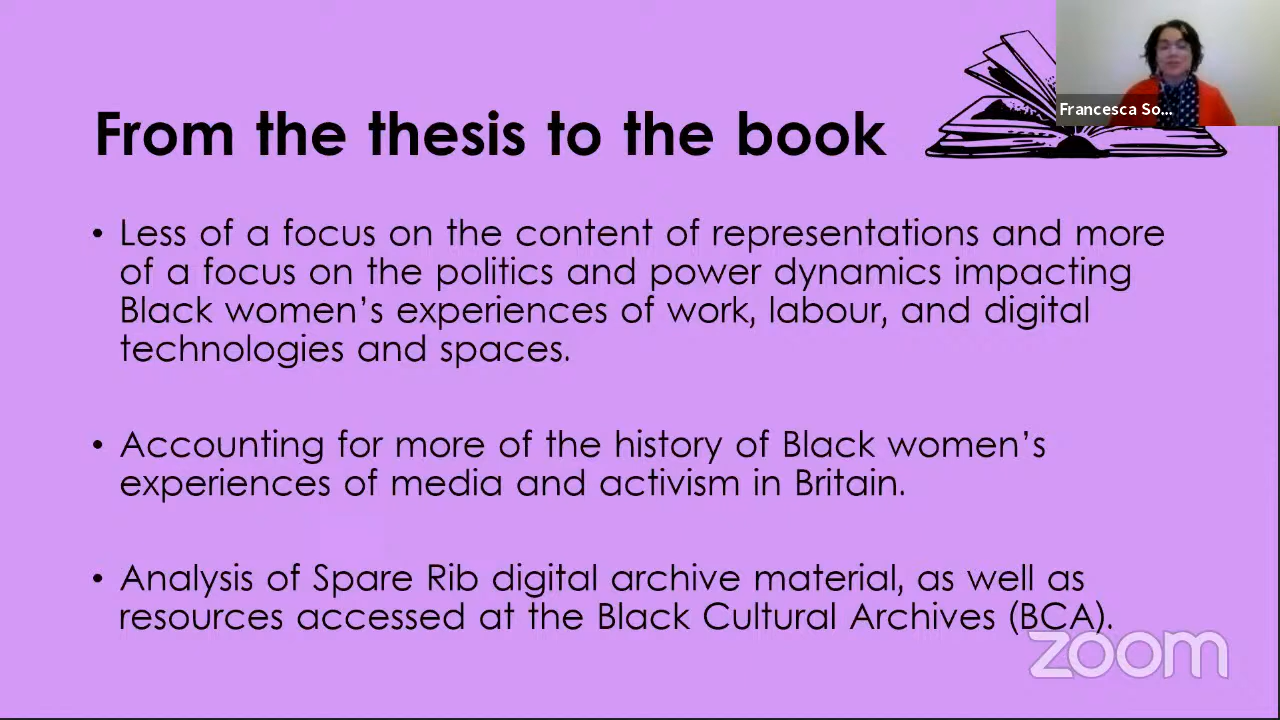 Francesca So...
From the thesis to the book
• Less of a focus on the content of representations and more
of a focus on the politics and power dynamics impacting
Black women’s experiences of work, labour, and digital
technologies and spaces.
• Accounting for more of the history of Black women’s
experiences of media and activism in Britain.
• Analysis of Spare Rib digital archive material, as well as
resources accessed at the Black Cultural Archives (BCA).
zoom